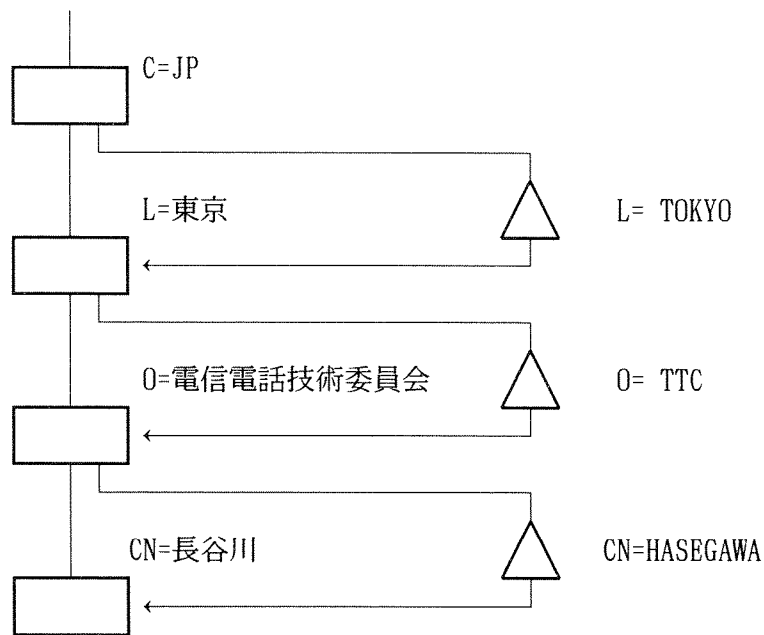 C=JP
L=東京
L= TOKYO
O=電信電話技術委員会
O= TTC
CN=長谷川
CN=HASEGAWA